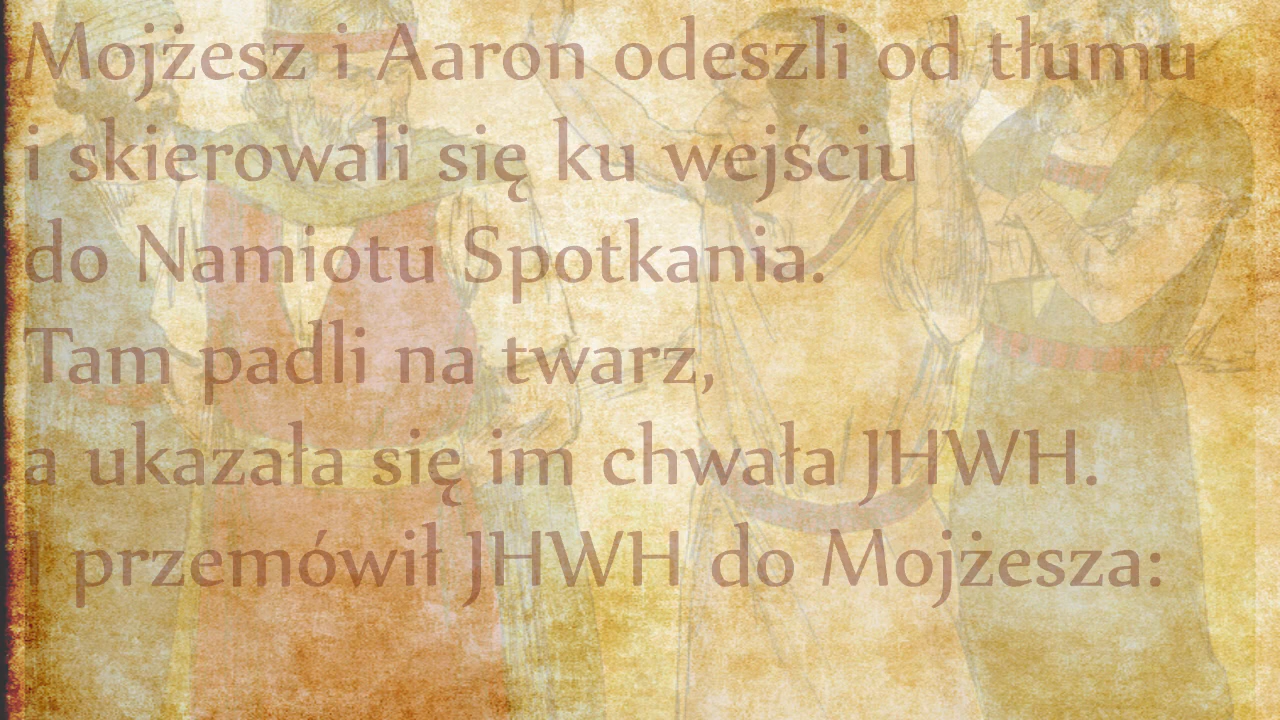 Mojżesz i Aaron odeszli od tłumu
i skierowali się ku wejściu
do Namiotu Spotkania.
Tam padli na twarz,
a ukazała się im chwała JHWH.
I przemówił JHWH do Mojżesza: